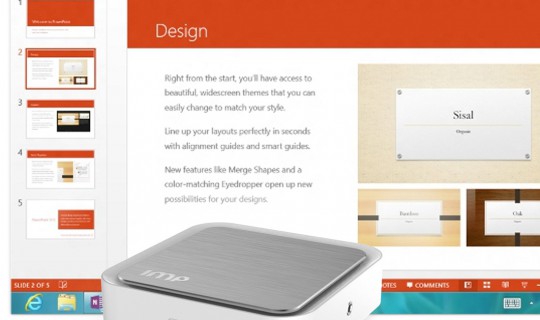 1
2
3
4
5
Design
Right from the start, you'll have access to
beautiful, widescreen themes that you can
easily change to match your style.
Line up your layouts perfectly in seconds
with alignment guides and smart guides.
New features like Merge Shapes and a
color-matching Eyedropper open up new
possibilities for your designs.
Sisal
Organic
Bamboo
Oak
imp
SLIDE 2 OF 5
NOTES
COMMENTS